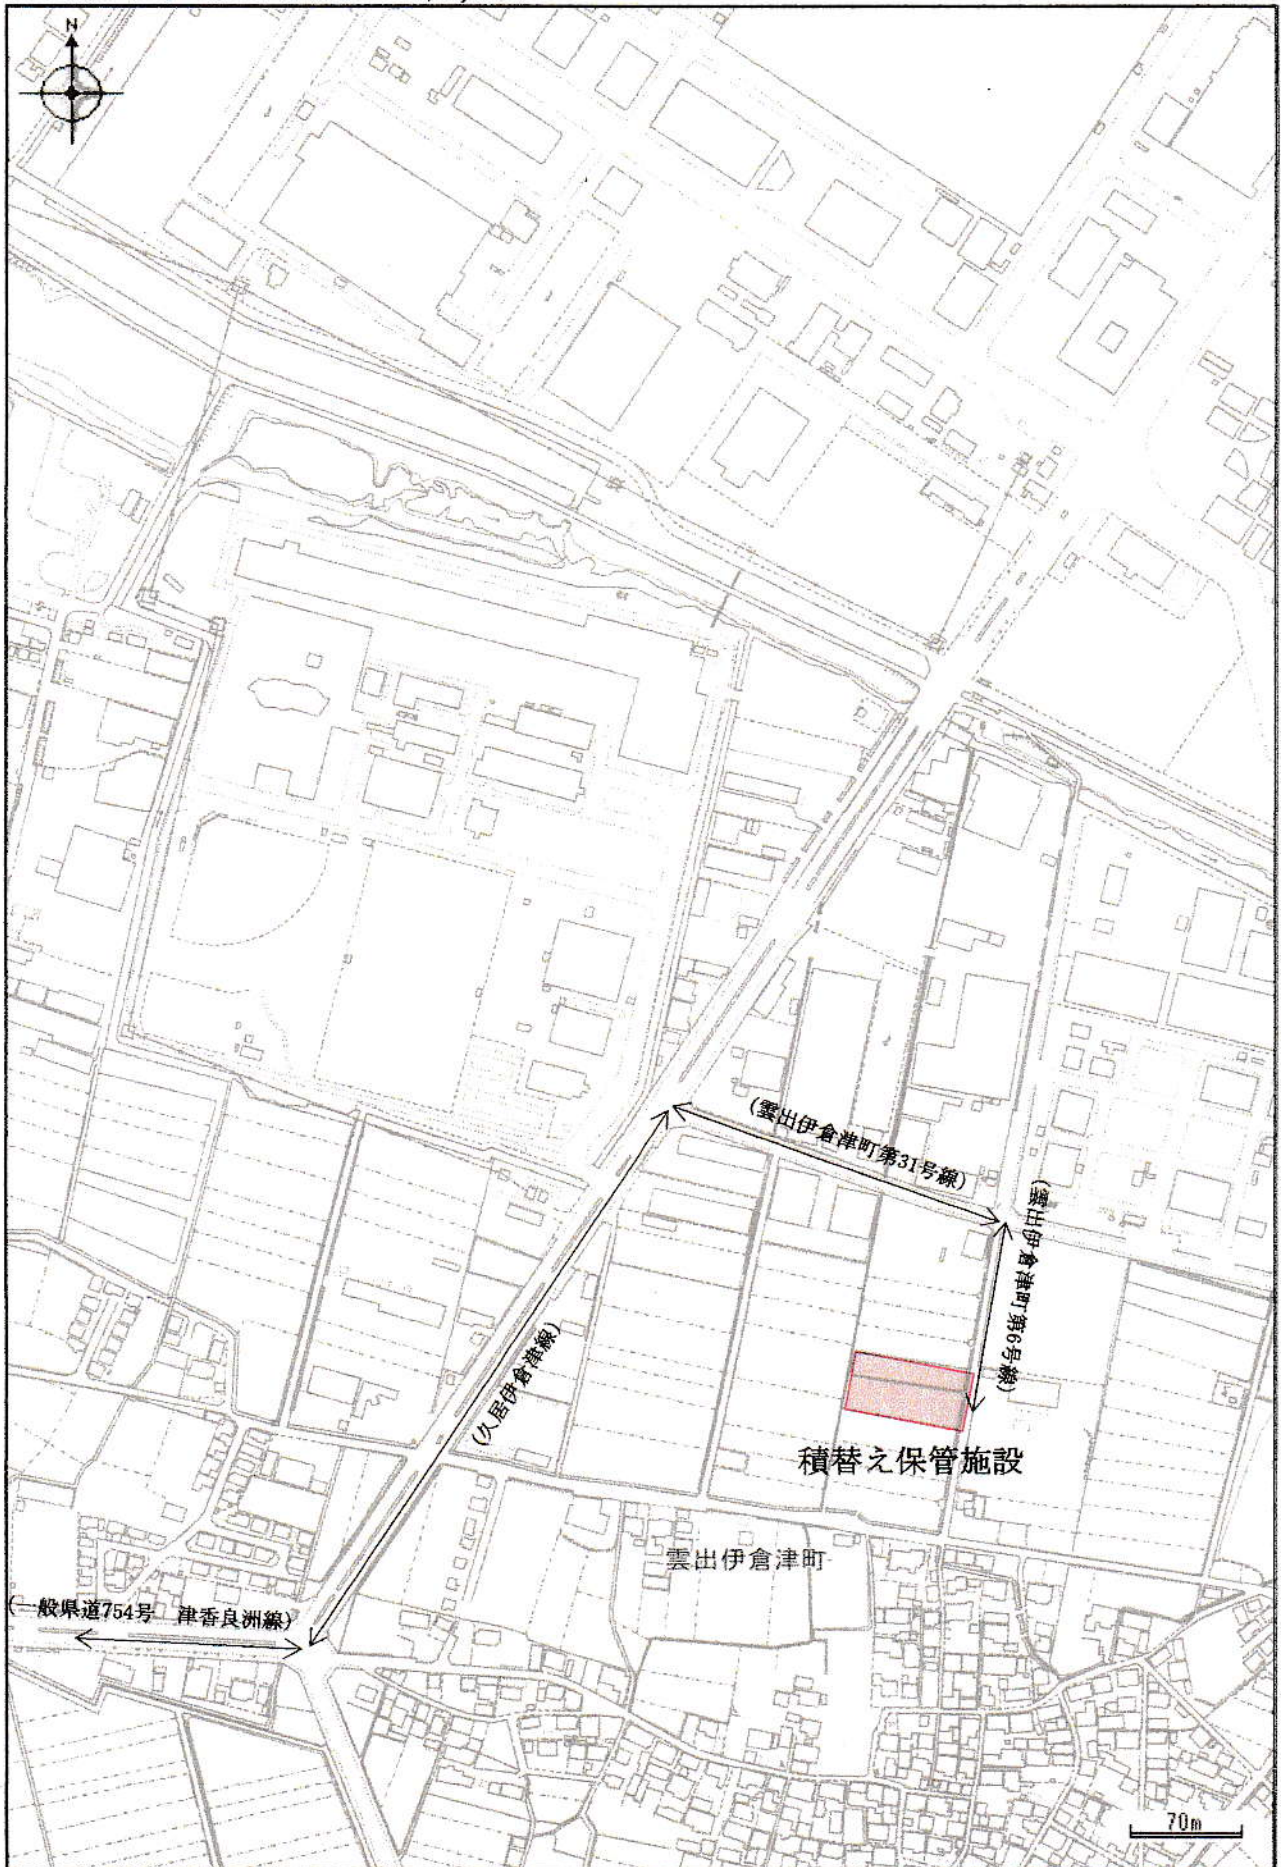 N
(雲出伊倉津町第31号線)
(雲出伊倉津町第6号線)
(久居伊倉津線)
積替え保管施設
雲出伊倉津町
(一般県道754号　津香良洲線)
70m